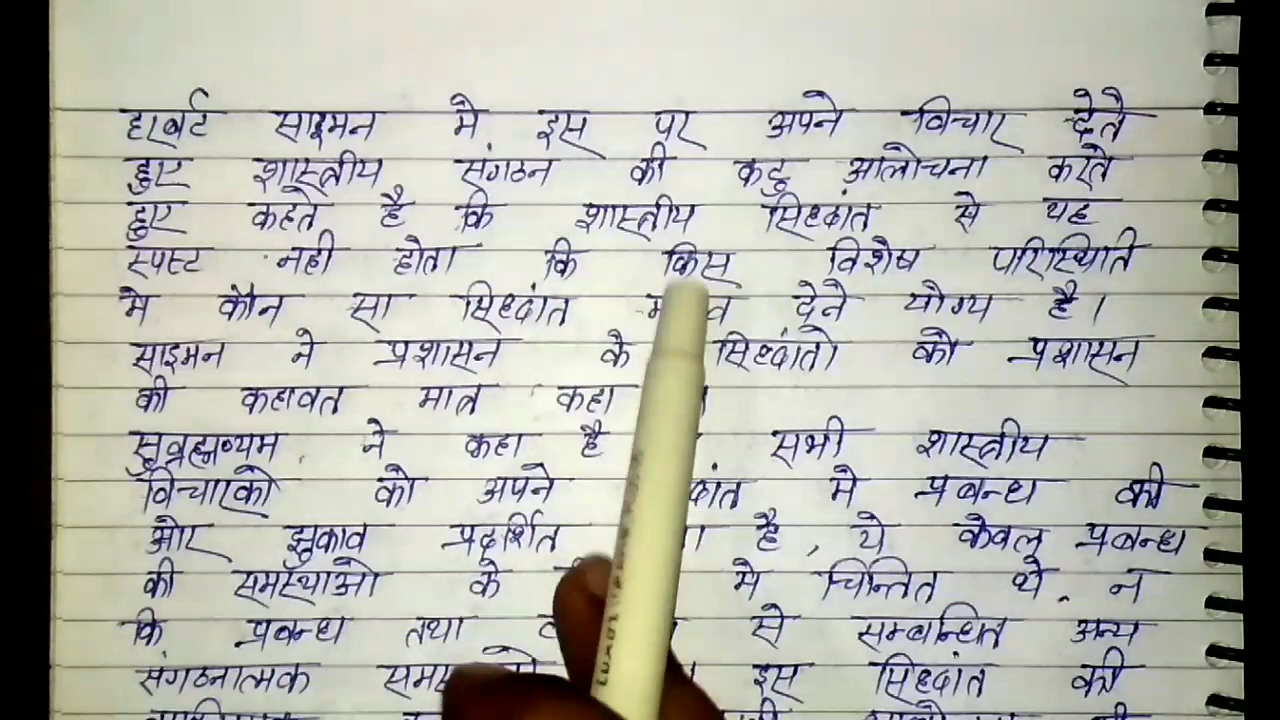 हरबर्ट साइमन मे इस पर अपने विचार देते
हुए शास्त्रीय संगठन की कटु आलोचना करते
हुए कहते है कि शास्त्रीय सिध्दांत से यह
स्पस्ट नही होता कि किस विशेष परिस्थिति
मे कौन सा सिध्दांत देने योग्य है।
साइमन ने प्रशासन के सिध्दांतो को प्रशासन
की कहावत मात्र कहा
सुब्रह्मण्यम ने कहा है सभी शास्त्रीय
विचारको को अपने मे प्रबन्ध की
ओर झुकाव प्रदर्शित है, ये केवल प्रबन्ध
की समस्याओ के मे चिन्तित थे. न
कि प्रबन्ध तथा से सम्बन्धित अन्य
संगठनात्मक इस सिध्दांत की